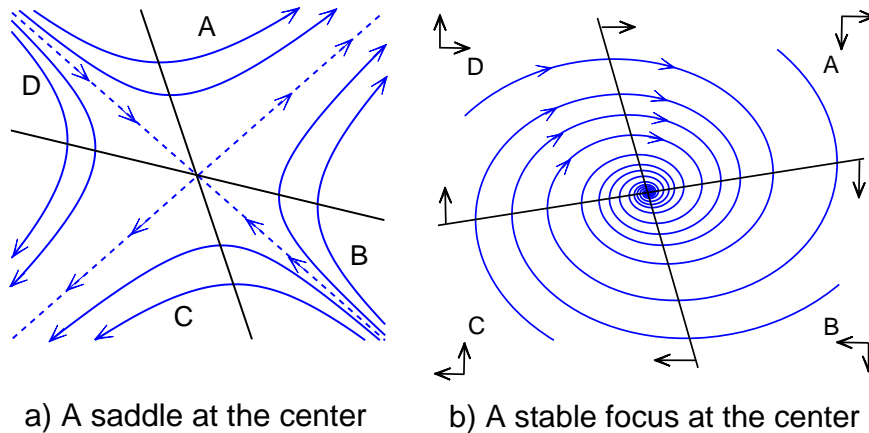 A
D
B
C
D
A
C
B
a) A saddle at the center
b) A stable focus at the center